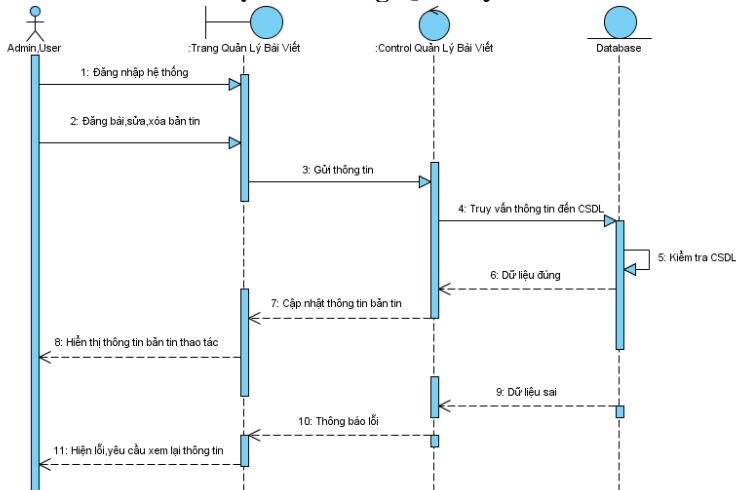 Admin,User
:Trang Quản Lý Bài Viết
:Control Quản Lý Bài Viết
Database
1: Đăng nhập hệ thống
2: Đăng bài,sửa,xóa bản tin
3: Gửi thông tin
4: Truy vấn thông tin đến CSDL
5: Kiểm tra CSDL
6: Dữ liệu đúng
7: Cập nhật thông tin bản tin
8: Hiển thị thông tin bản tin thao tác
9: Dữ liệu sai
10: Thông báo lỗi
11: Hiện lỗi,yêu cầu xem lại thông tin